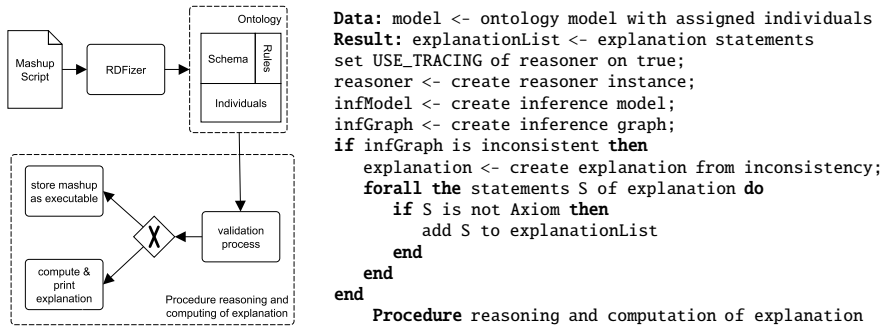 Mashup
Script
RDFizer
Ontology
Schema
Rules
Individuals
store mashup
as executable
X
validation
process
compute &
print
explanation
Procedure reasoning and
computing of explanation
Data: model <- ontology model with assigned individuals
Result: explanationList <- explanation statements
set USE_TRACING of reasoner on true;
reasoner <- create reasoner instance;
infModel <- create inference model;
infGraph <- create inference graph;
if infGraph is inconsistent then
explanation <- create explanation from inconsistency;
forall the statements S of explanation do
if S is not Axiom then
add S to explanationList
end
end
end
Procedure reasoning and computation of explanation